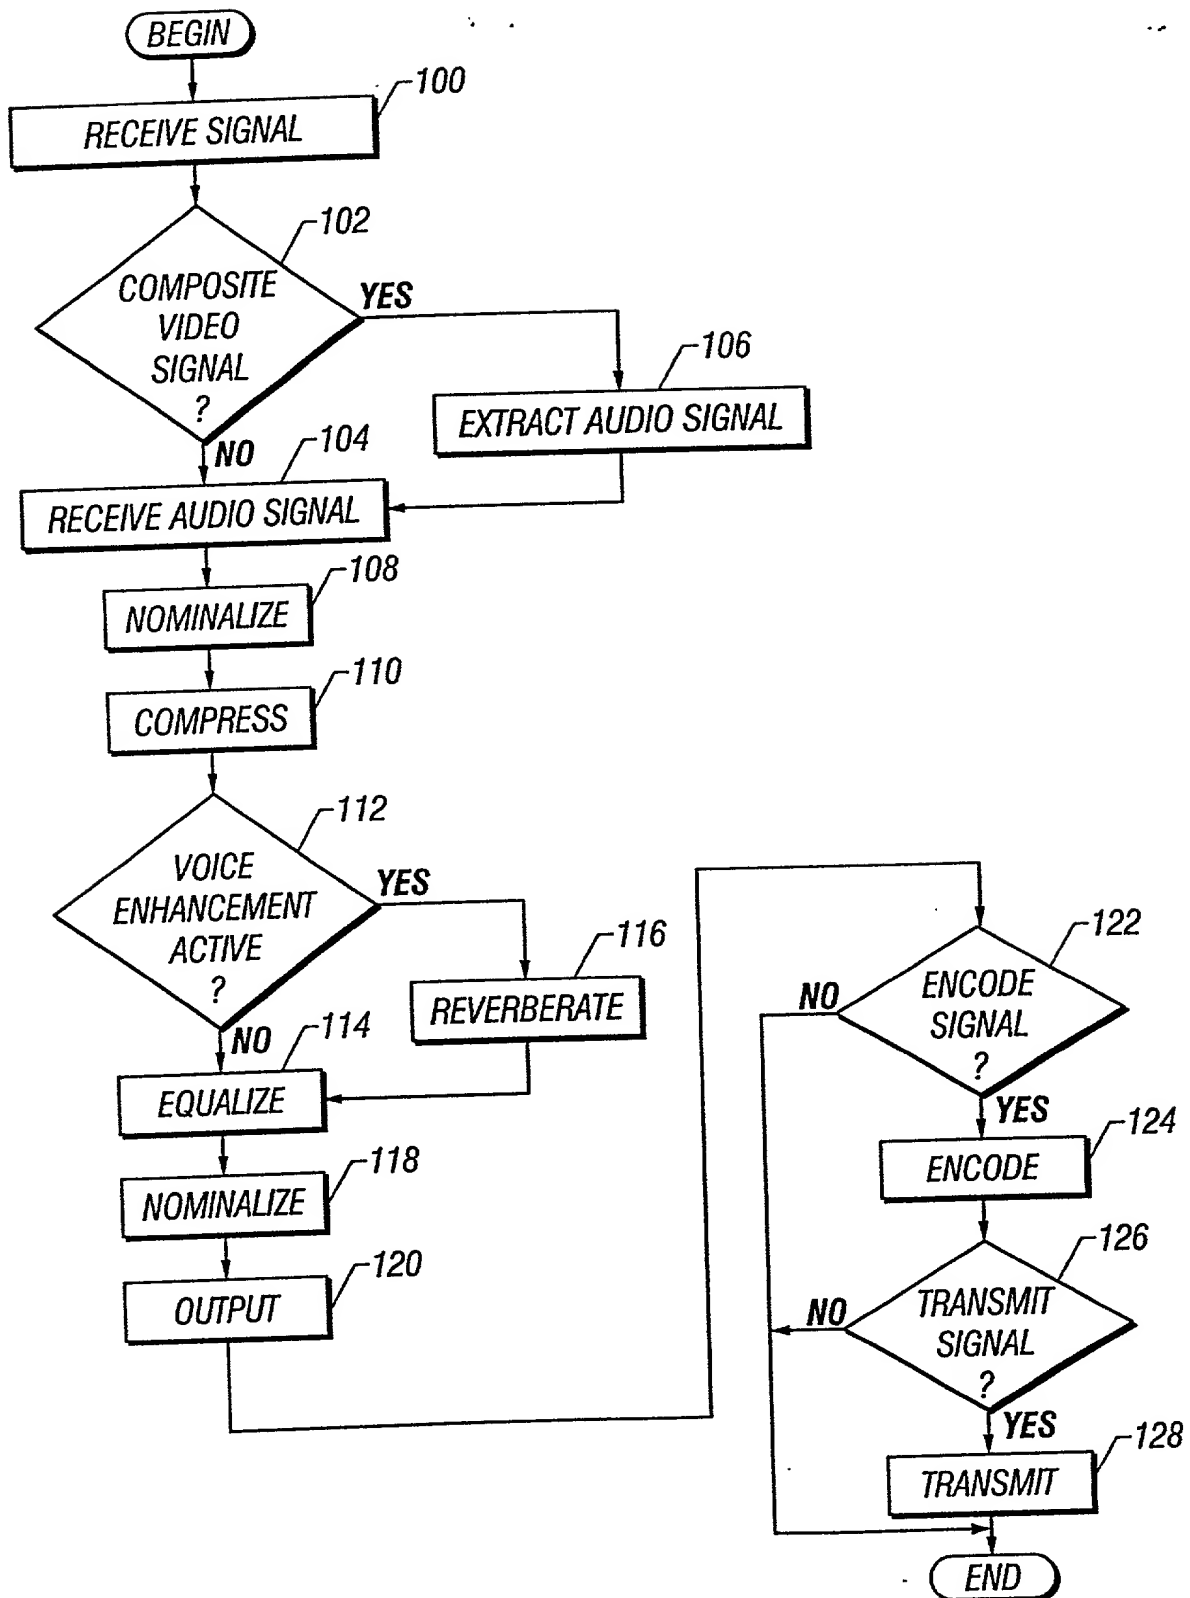 BEGIN
100
RECEIVE SIGNAL
102
COMPOSITE
VIDEO
SIGNAL
?
YES
106
EXTRACT AUDIO SIGNAL
NO
104
RECEIVE AUDIO SIGNAL
108
NOMINALIZE
110
COMPRESS
112
VOICE
ENHANCEMENT
ACTIVE
?
YES
116
REVERBERATE
NO
114
EQUALIZE
118
NOMINALIZE
120
OUTPUT
122
ENCODE
SIGNAL
?
NO
YES
124
ENCODE
126
TRANSMIT
SIGNAL
?
NO
YES
128
TRANSMIT
END